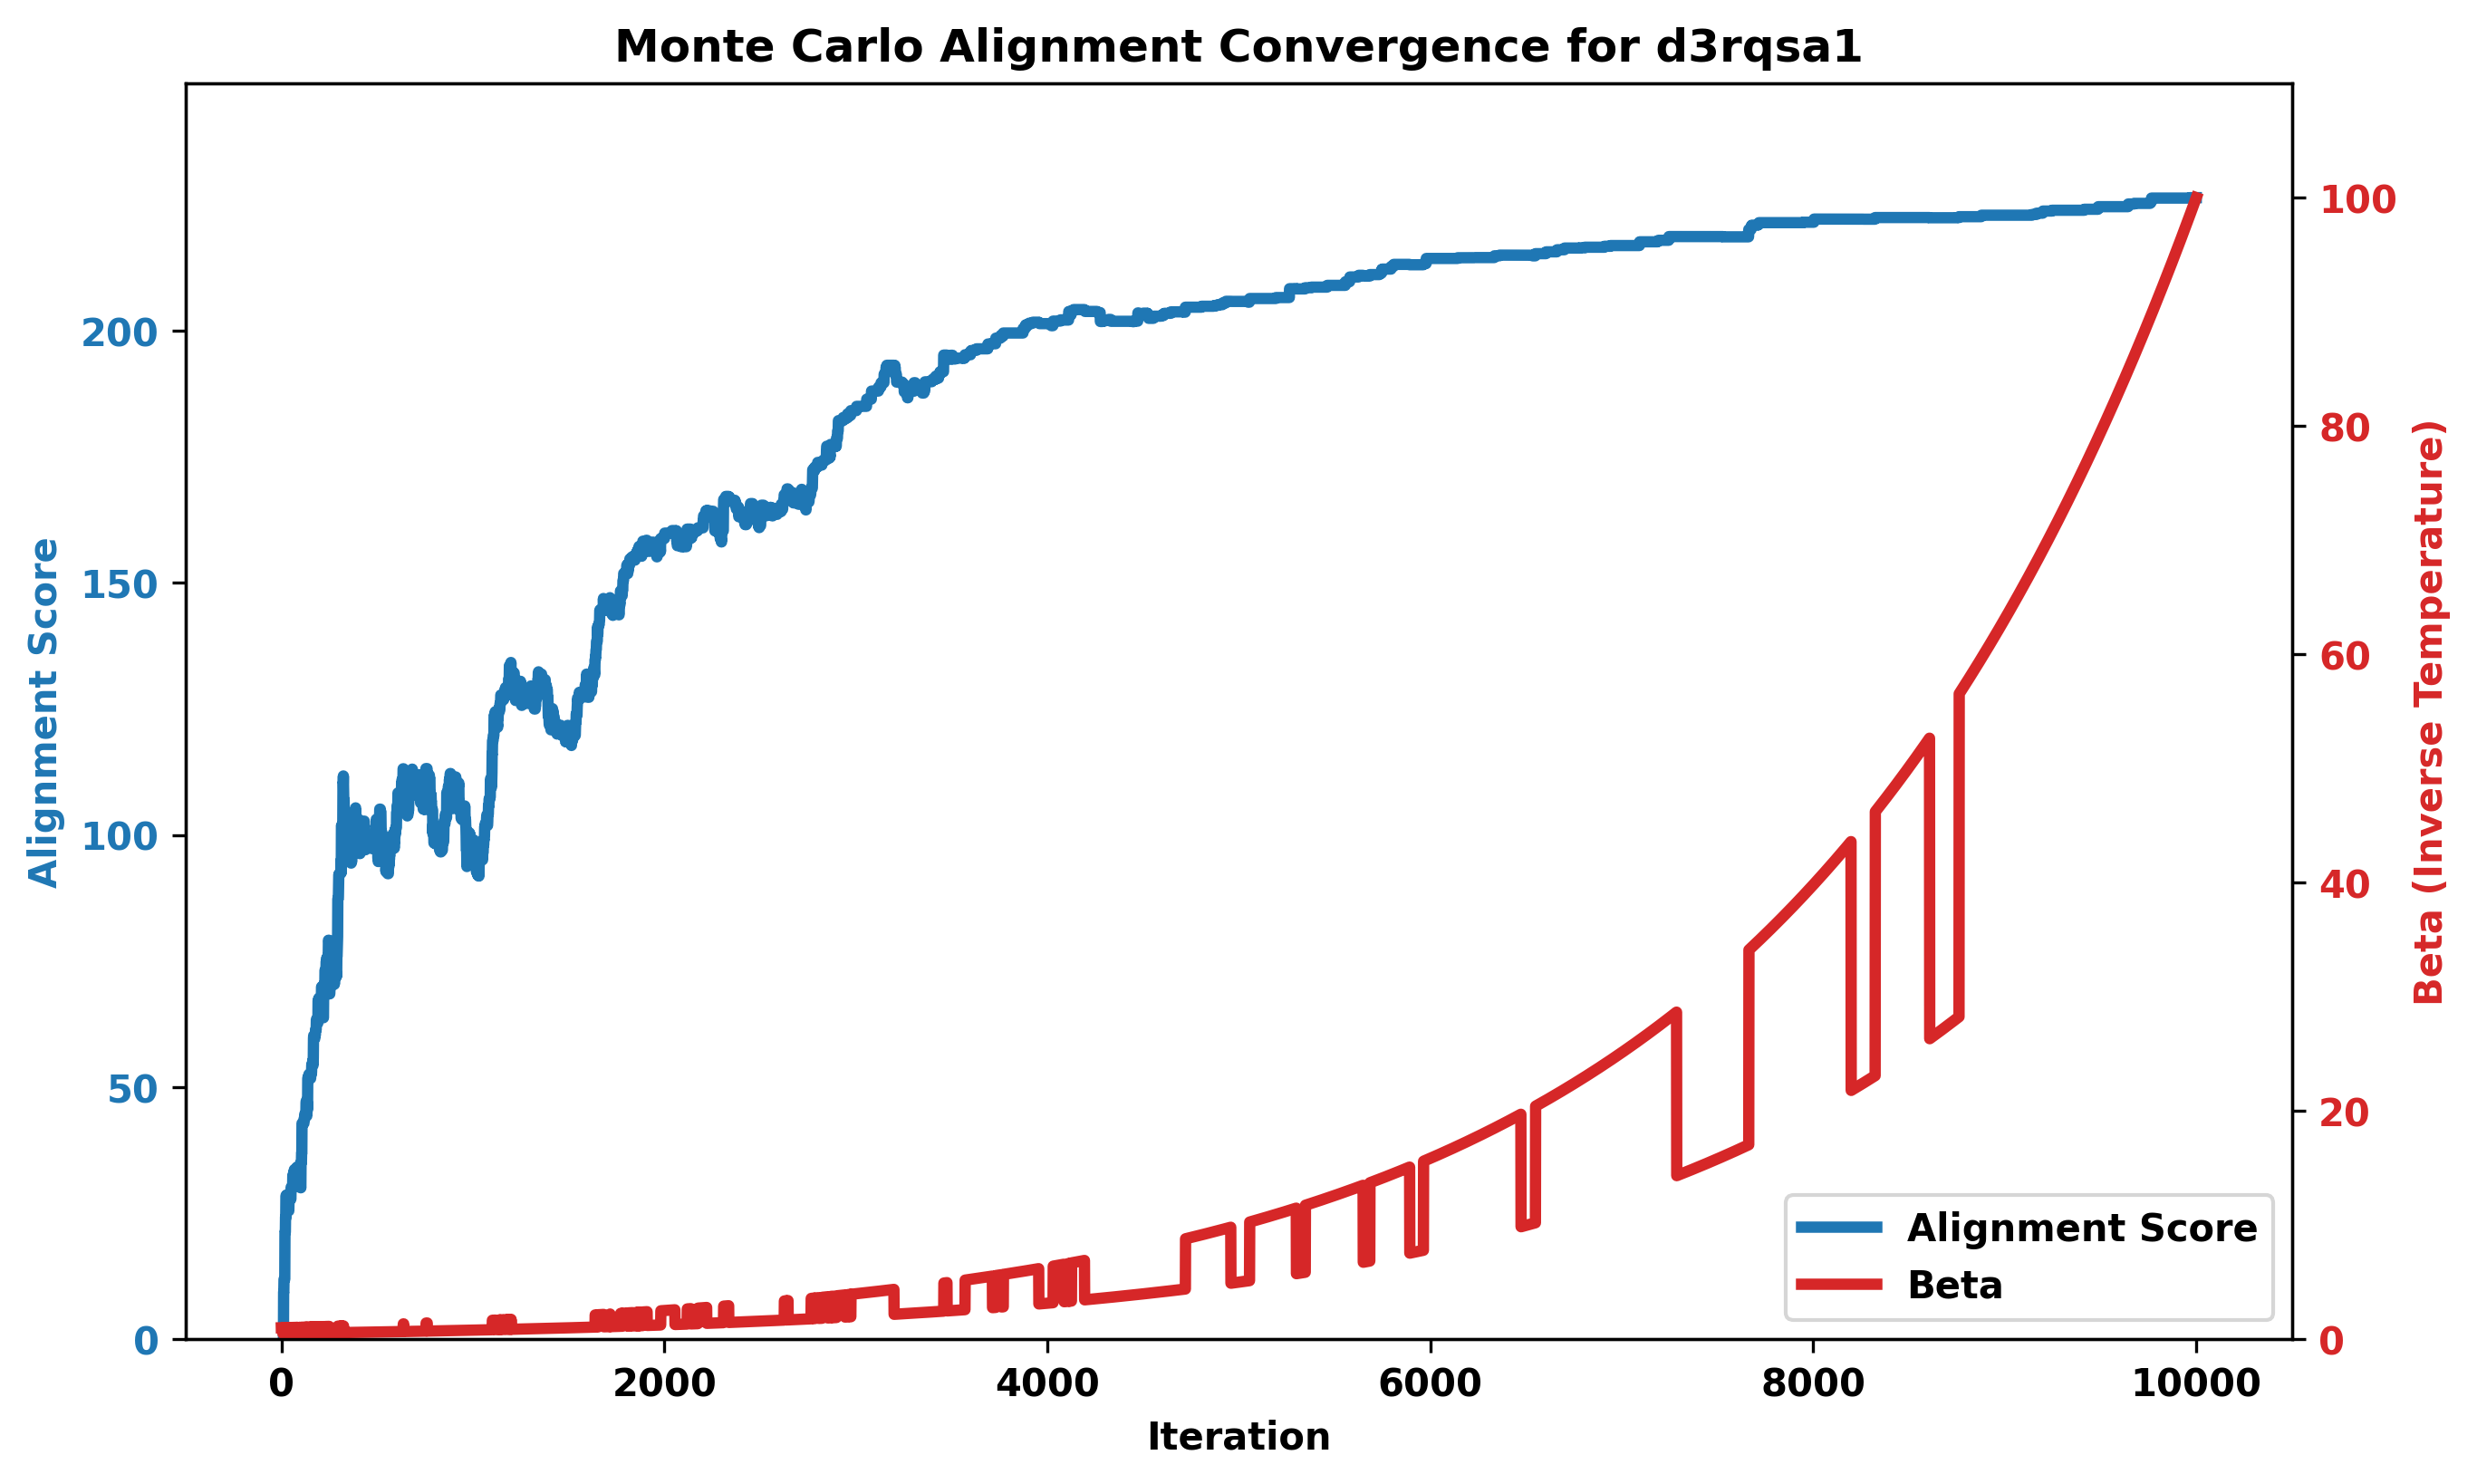 Monte Carlo Alignment Convergence for d3rqsa1
Alignment Score
200
150
100
50
0
100
80
60
40
20
0
Beta (Inverse Temperature)
Alignment Score
Beta
0 2000 4000 6000 8000 10000
Iteration